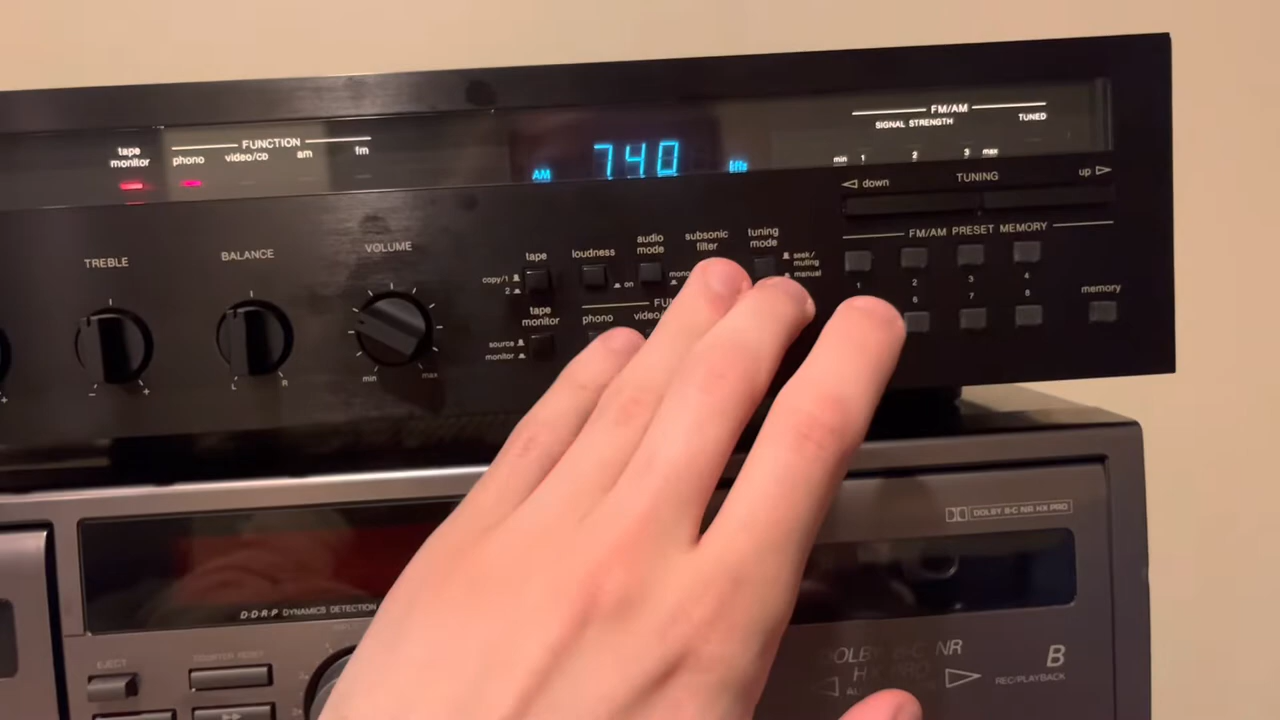 FM/AM
SIGNAL STRENGTH
TUNED
tape
monitor
FUNCTION
phono
video/cd
am
fm
AM
740
kHz
min
1
2
3
max
down
TUNING
up
TREBLE
BALANCE
VOLUME
tape
loudness
audio
mode
subsonic
filter
tuning
mode
FM/AM PRESET MEMORY
copy/1
2
on
mono
seek/
muting
manual
1
2
3
4
tape
monitor
phono
video/
6
7
8
memory
source
monitor
L
R
min
max
DOLBY B-C NR HX PRO
D·D·R·P DYNAMICS DETECTION
DOLBY B-C NR
HX PRO
B
REC/PLAYBACK
EJECT
COUNTER RESET